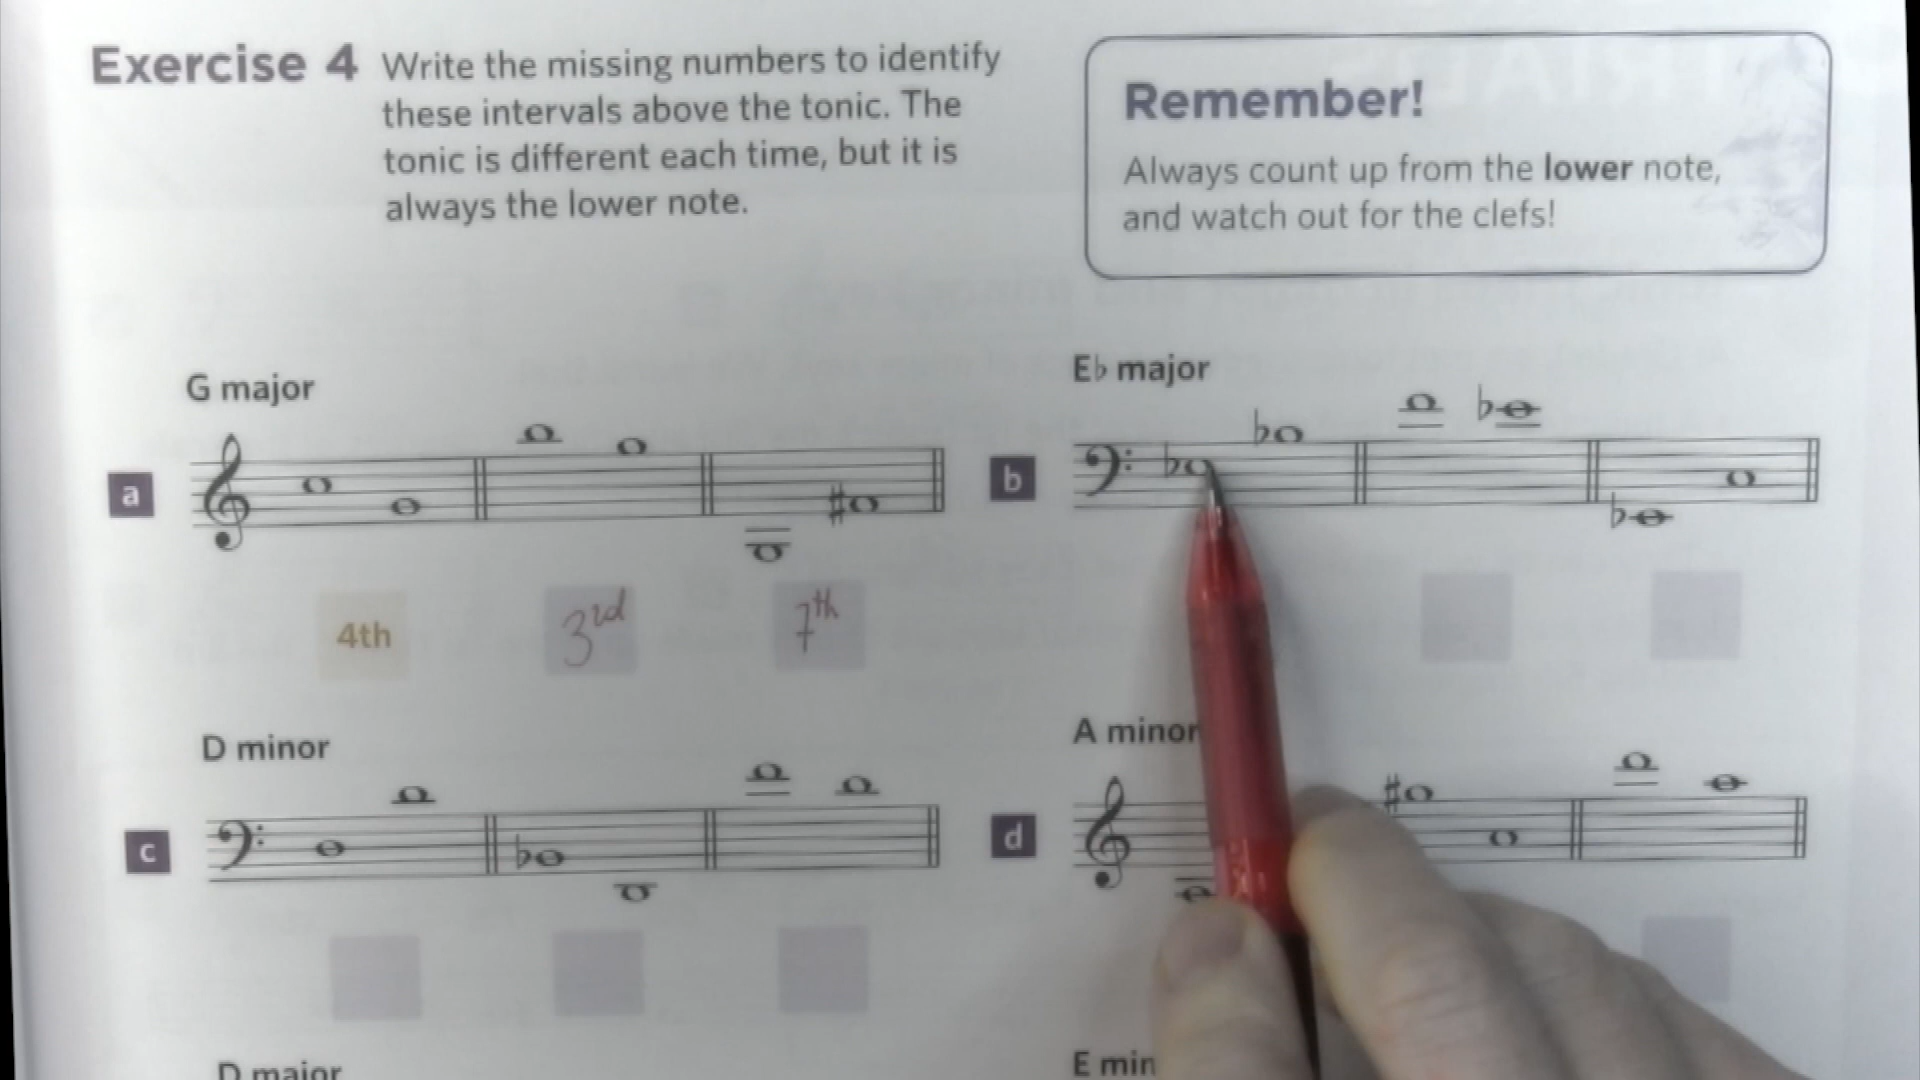 Exercise 4 Write the missing numbers to identify
these intervals above the tonic. The
tonic is different each time, but it is
always the lower note.
Remember!
Always count up from the lower note,
and watch out for the clefs!
G major
E♭ major
a
b
4th
3rd
7th
D minor
A minor
c
d
D major
E min